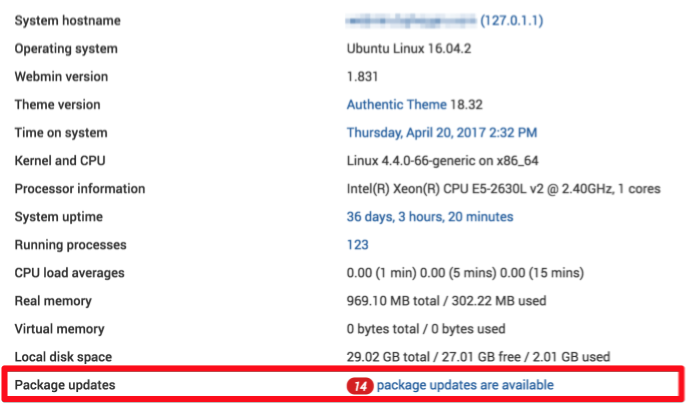 System hostname (127.0.1.1)
Operating system Ubuntu Linux 16.04.2
Webmin version 1.831
Theme version Authentic Theme 18.32
Time on system Thursday, April 20, 2017 2:32 PM
Kernel and CPU Linux 4.4.0-66-generic on x86_64
Processor information Intel(R) Xeon(R) CPU E5-2630L v2 @ 2.40GHz, 1 cores
System uptime 36 days, 3 hours, 20 minutes
Running processes 123
CPU load averages 0.00 (1 min) 0.00 (5 mins) 0.00 (15 mins)
Real memory 969.10 MB total / 302.22 MB used
Virtual memory 0 bytes total / 0 bytes used
Local disk space 29.02 GB total / 27.01 GB free / 2.01 GB used
Package updates 14 package updates are available